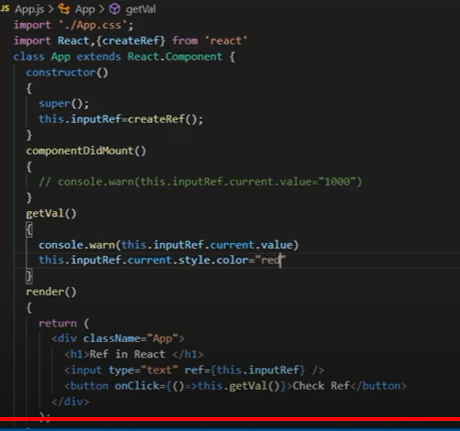 JS App.js > App > getVal
import './App.css';
import React,{createRef} from 'react'
class App extends React.Component {
constructor()
{
super();
this.inputRef=createRef();
}
componentDidMount()
{
// console.warn(this.inputRef.current.value="1000")
}
getVal()
{
console.warn(this.inputRef.current.value)
this.inputRef.current.style.color="red"
}
render()
{
return (
<div className="App">
<h1>Ref in React </h1>
<input type="text" ref={this.inputRef} />
<button onClick={()=>this.getVal()}>Check Ref</button>
</div>
);